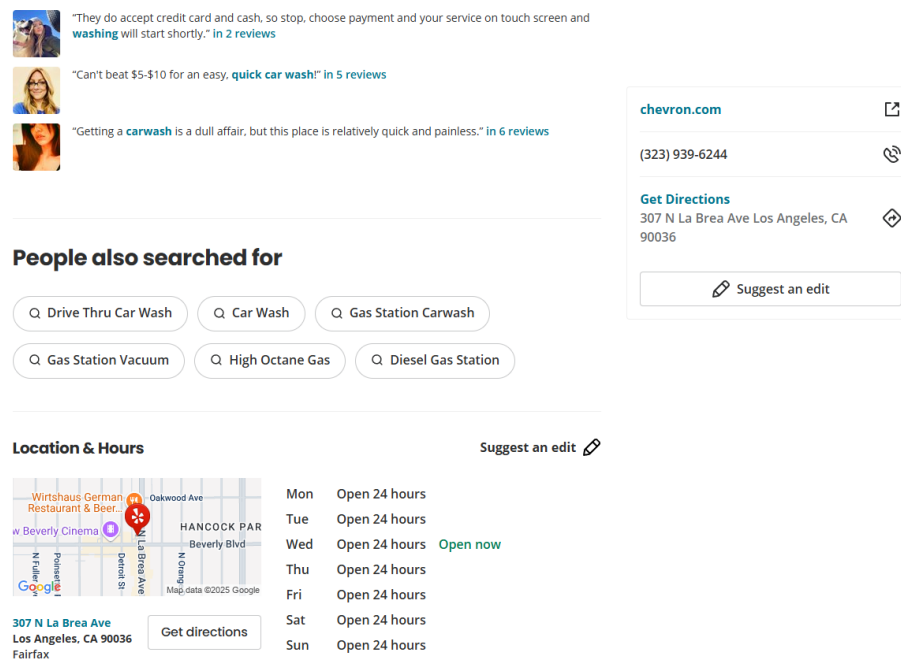 “They do accept credit card and cash, so stop, choose payment and your service on touch screen and
washing will start shortly.” in 2 reviews
“Can't beat $5-$10 for an easy, quick car wash!” in 5 reviews
“Getting a carwash is a dull affair, but this place is relatively quick and painless.” in 6 reviews
chevron.com
(323) 939-6244
Get Directions
307 N La Brea Ave Los Angeles, CA
90036
Suggest an edit
People also searched for
Drive Thru Car Wash
Car Wash
Gas Station Carwash
Gas Station Vacuum
High Octane Gas
Diesel Gas Station
Location & Hours
Suggest an edit
Wirtshaus German
Restaurant & Beer...
Oakwood Ave
w Beverly Cinema
HANCOCK PAR
Beverly Blvd
N Fuller
Detroit St
N La Brea Ave
N Orang
Google
Map data ©2025 Google
307 N La Brea Ave
Los Angeles, CA 90036
Fairfax
Get directions
Mon Open 24 hours
Tue Open 24 hours
Wed Open 24 hours Open now
Thu Open 24 hours
Fri Open 24 hours
Sat Open 24 hours
Sun Open 24 hours